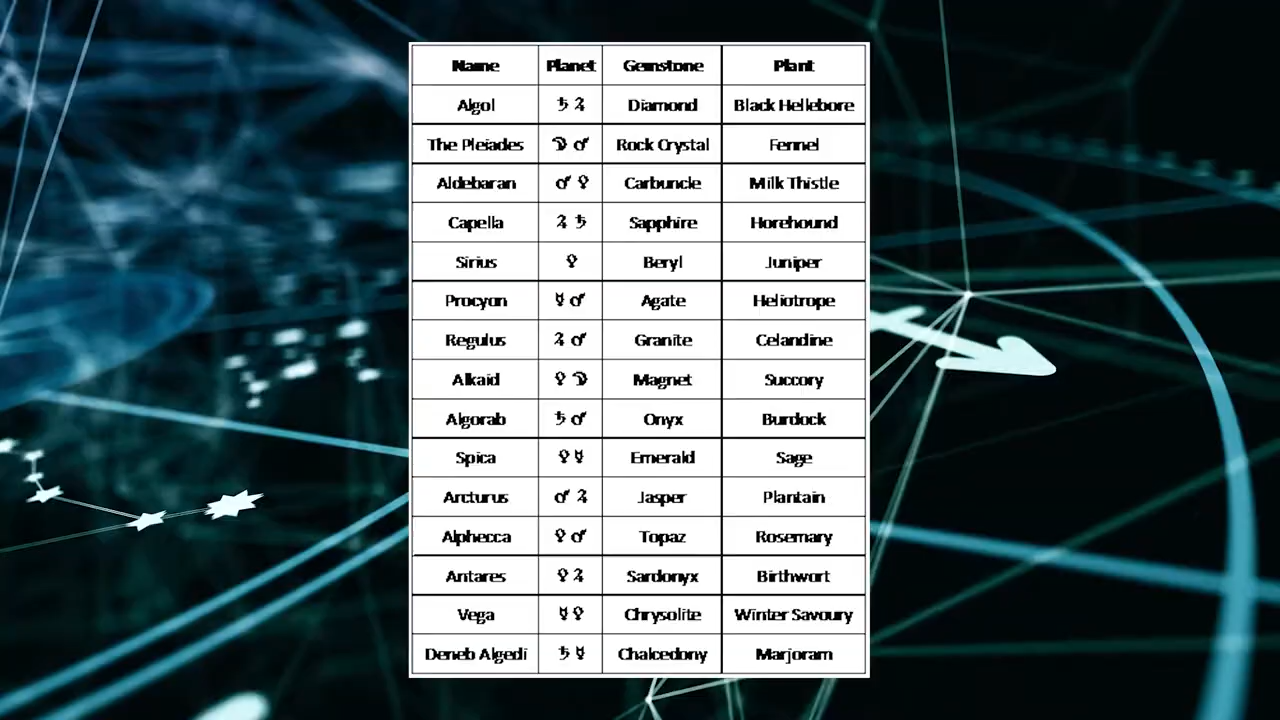 Name Planet Gemstone Plant
Algol ♄ ♃ Diamond Black Hellebore
The Pleiades ☽ ♂ Rock Crystal Fennel
Aldebaran ♂ ♀ Carbuncle Milk Thistle
Capella ♃ ♄ Sapphire Horehound
Sirius ♀ Beryl Juniper
Procyon ☿ ♂ Agate Heliotrope
Regulus ♃ ♂ Granite Celandine
Alkaid ♀ ☽ Magnet Succory
Algorab ♄ ♂ Onyx Burdock
Spica ♀ ☿ Emerald Sage
Arcturus ♂ ♃ Jasper Plantain
Alphecca ♀ ♂ Topaz Rosemary
Antares ♀ ♃ Sardonyx Birthwort
Vega ☿ ♀ Chrysolite Winter Savoury
Deneb Algedi ♄ ☿ Chalcedony Marjoram